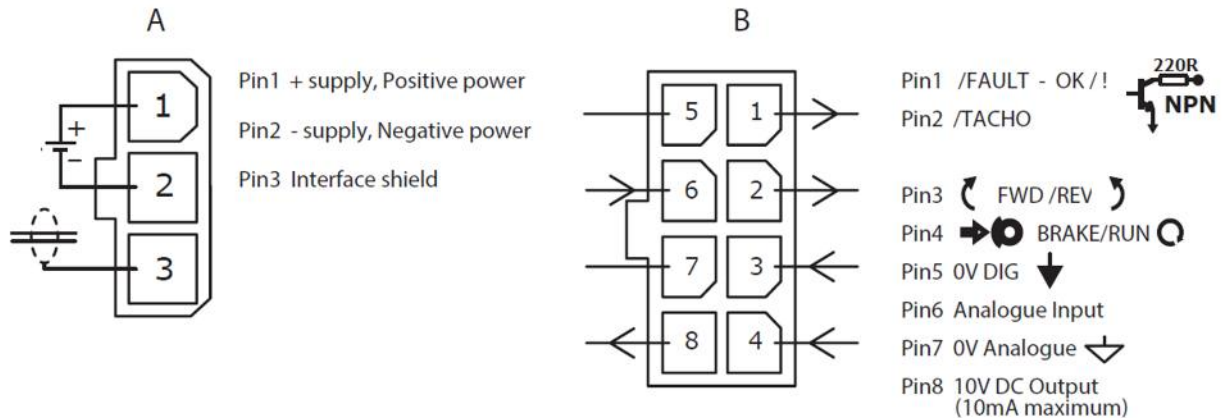 A
1
2
3
+
−
Pin1 + supply, Positive power
Pin2 - supply, Negative power
Pin3 Interface shield
B
5 1
6 2
7 3
8 4
Pin1 /FAULT - OK / !
Pin2 /TACHO
220R
NPN
Pin3 FWD /REV
Pin4 BRAKE/RUN
Pin5 0V DIG
Pin6 Analogue Input
Pin7 0V Analogue
Pin8 10V DC Output
(10mA maximum)